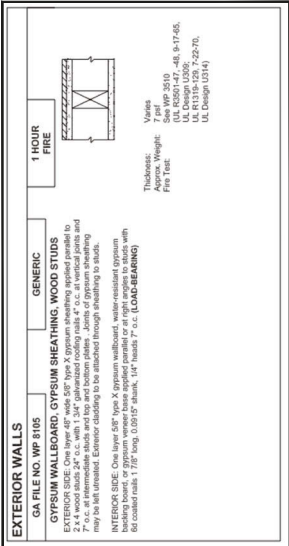 EXTERIOR WALLS
GA FILE NO. WP 8105
GENERIC
1 HOUR
FIRE
GYPSUM WALLBOARD, GYPSUM SHEATHING, WOOD STUDS
EXTERIOR SIDE: One layer 48" wide 5/8" type X gypsum sheathing applied parallel to
2 x 4 wood studs 24" o.c. with 1 3/4" galvanized roofing nails 4" o.c. at vertical joints and
7" o.c. at intermediate studs and top and bottom plates . Joints of gypsum sheathing
may be left utreated. Extrerior cladding to be attached through sheathing to studs.
INTERIOR SIDE: One layer 5/8" type X gypsum wallboard, water-resistant gypsum
backing board, or gypsum veneer base applied parallel or at right angles to studs with
6d coated nails 1 7/8" long, 0.0915" shank, 1/4" heads 7" o.c. (LOAD-BEARING)
Thickness: Varies
Approx. Weight: 7 psf
Fire Test: See WP 3510
(UL R3501-47, -48, 9-17-65,
UL Design U309;
UL R1319-129, 7-22-70,
UL Design U314)